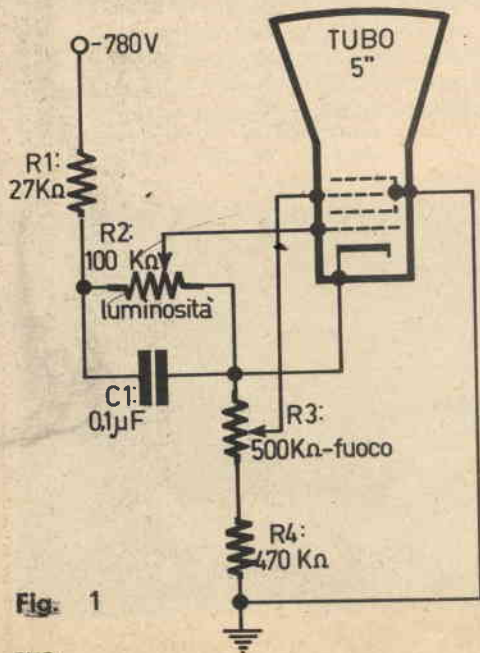 -780V
TUBO
5"
R1:
27KΩ
R2:
100 KΩ
luminosità
C1:
0,1µF
R3:
500KΩ-fuoco
R4:
470 KΩ
Fig. 1